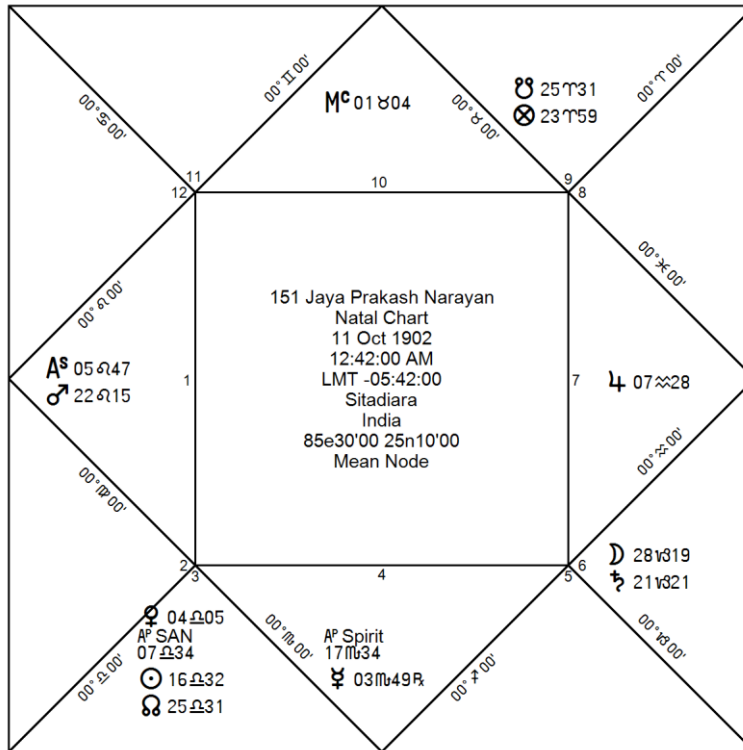 00°♊00'
00°♉00'
00°♈00'
00°♋00'
Mc 01♉04
☋ 25♈31
⊗ 23♈59
11
12
10
9
8
00°♌00'
00°♓00'
151 Jaya Prakash Narayan
Natal Chart
11 Oct 1902
12:42:00 AM
LMT -05:42:00
Sitadiara
India
85e30'00 25n10'00
Mean Node
As 05♌47
♂ 22♌15
1
7
♃ 07♒28
00°♍00'
00°♒00'
2
3
4
5
6
☽ 28♑19
♄ 21♑21
♀ 04♎05
AP SAN
07♎34
☉ 16♎32
☊ 25♎31
AP Spirit
17♏34
☿ 03♏49℞
00°♎00'
00°♏00'
00°♐00'
00°♑00'